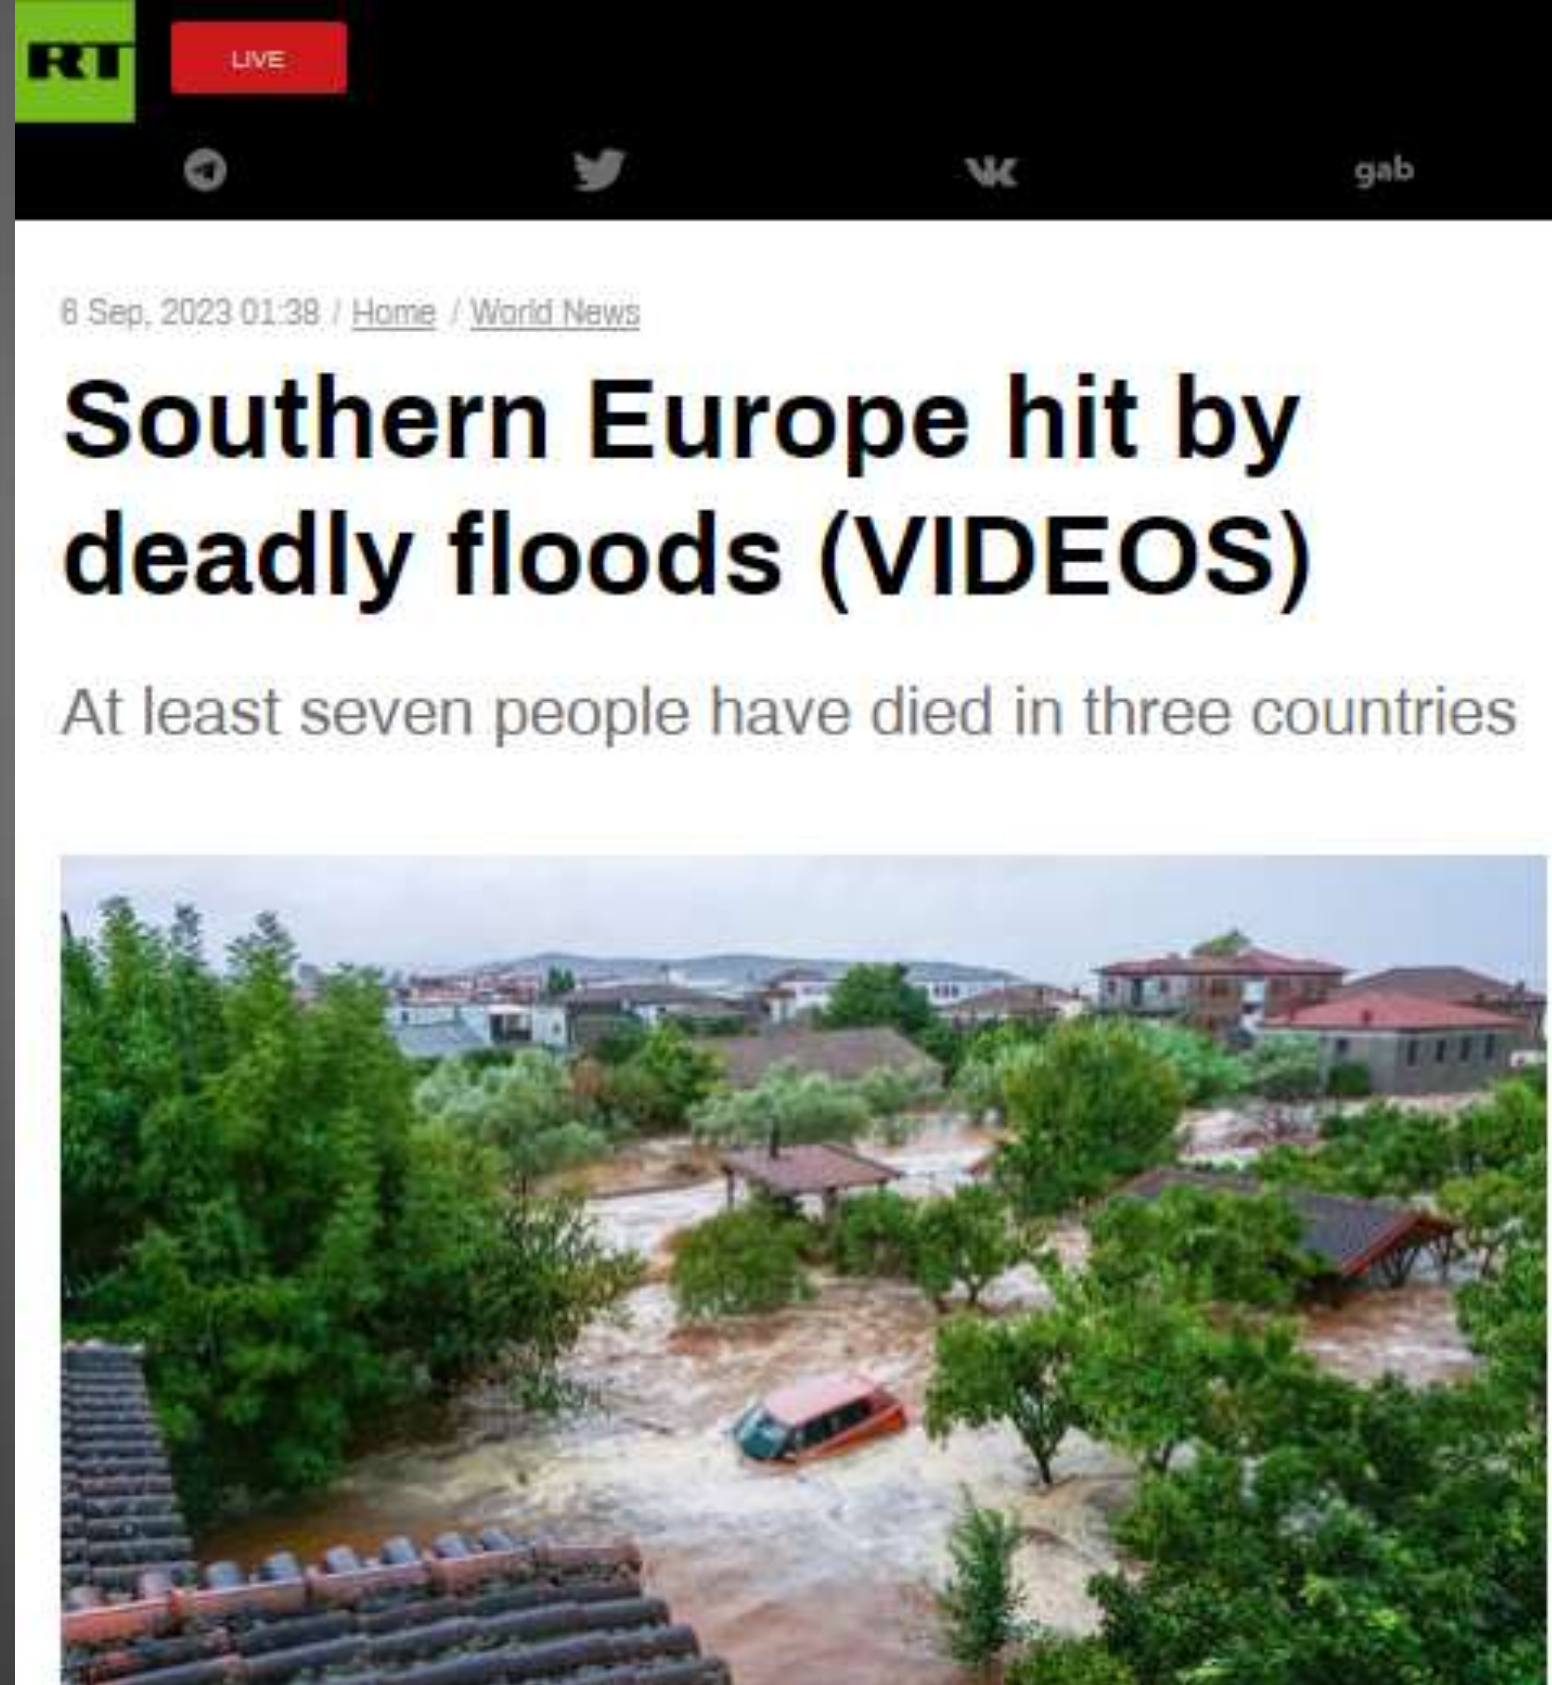 RT
LIVE
gab
6 Sep, 2023 01:38 / Home / World News
Southern Europe hit by
deadly floods (VIDEOS)
At least seven people have died in three countries